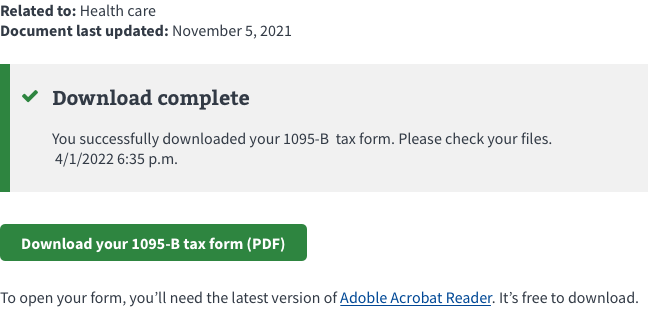 Related to: Health care
Document last updated: November 5, 2021
Download complete
You successfully downloaded your 1095-B tax form. Please check your files.
4/1/2022 6:35 p.m.
Download your 1095-B tax form (PDF)
To open your form, you’ll need the latest version of Adoble Acrobat Reader. It’s free to download.